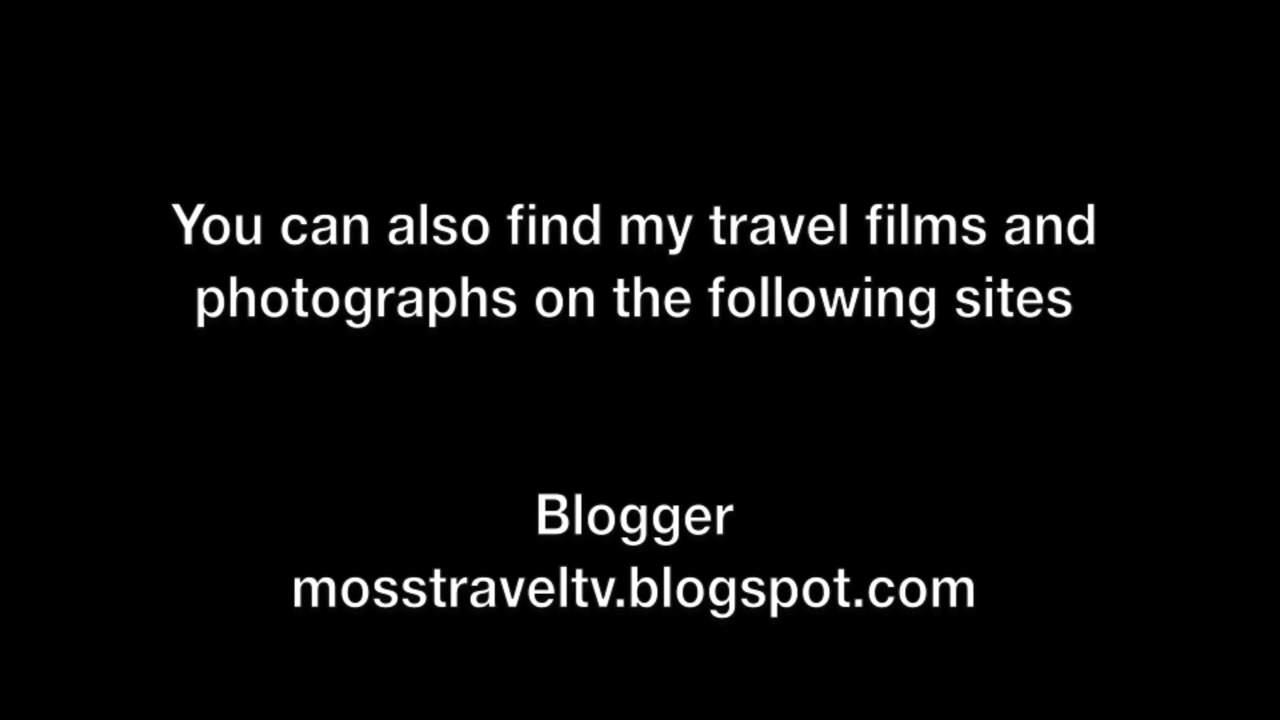 You can also find my travel films and
photographs on the following sites
Blogger
mosstraveltv.blogspot.com